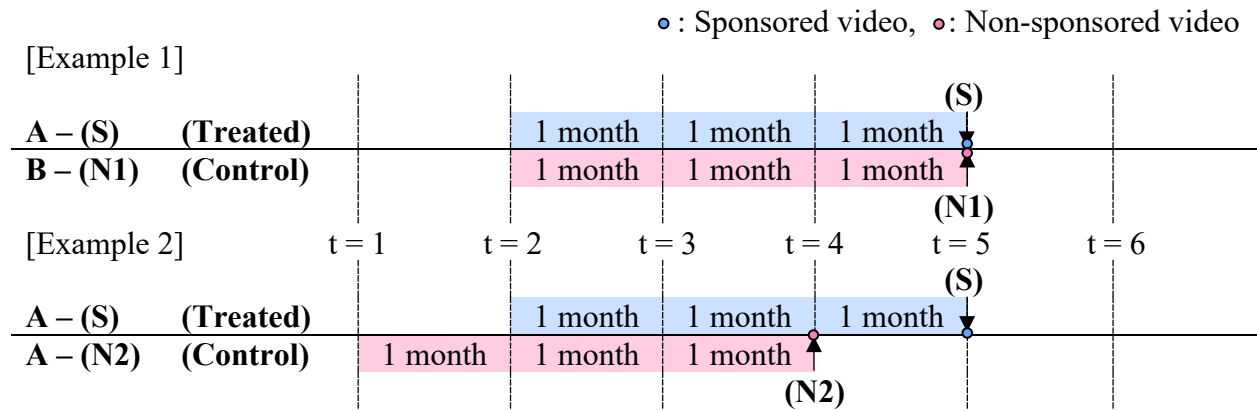 : Sponsored video, : Non-sponsored video
[Example 1]
(S)
A – (S) (Treated) 1 month 1 month 1 month
B – (N1) (Control) 1 month 1 month 1 month
(N1)
[Example 2] t = 1 t = 2 t = 3 t = 4 t = 5 t = 6
(S)
A – (S) (Treated) 1 month 1 month 1 month
A – (N2) (Control) 1 month 1 month 1 month
(N2)